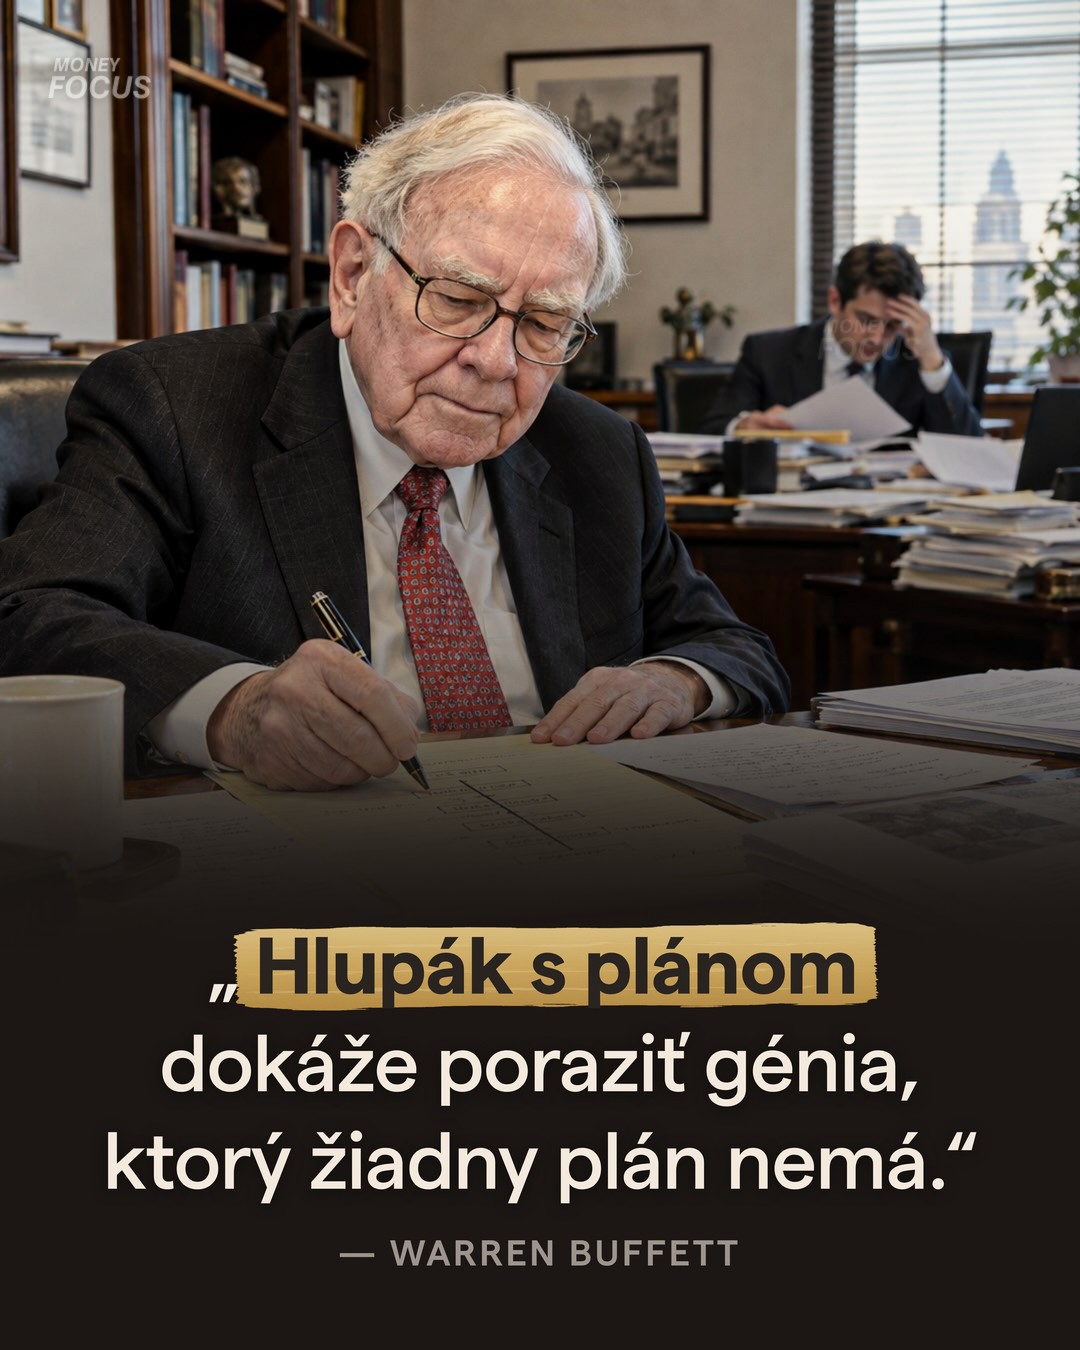 MONEY
FOCUS
„Hlupák s plánom
dokáže poraziť génia,
ktorý žiadny plán nemá.“
— WARREN BUFFETT